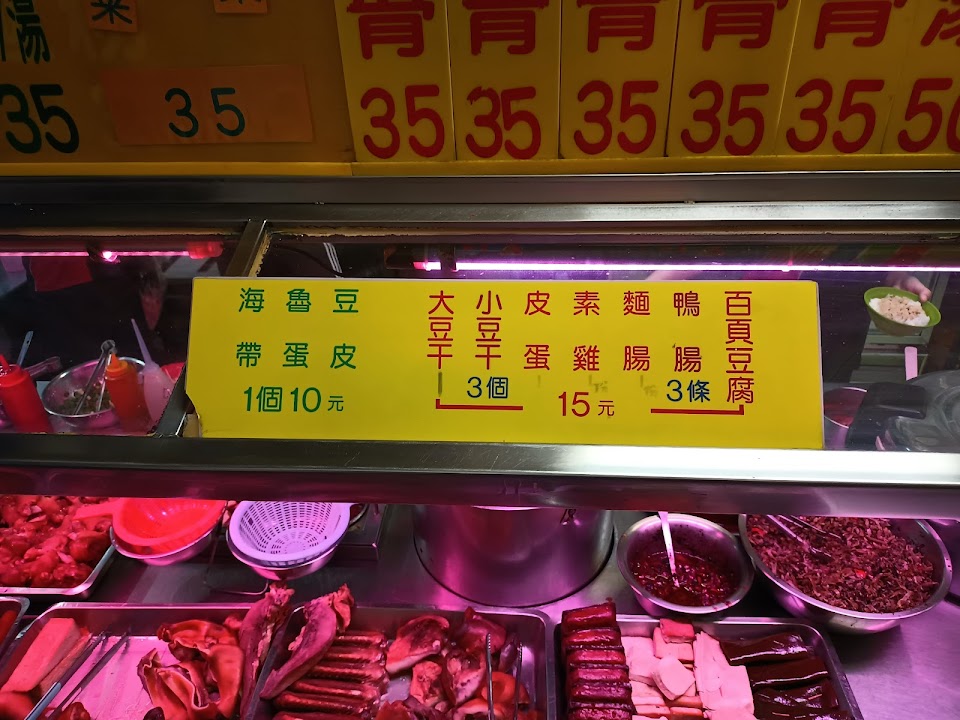 湯 菜
35 35 35 35 35 35 35 50
海帶 魯蛋 豆皮
1個10元
大豆干 小豆干 皮蛋 素雞 麵腸 鴨腸 百頁豆腐
3個 3條
15元